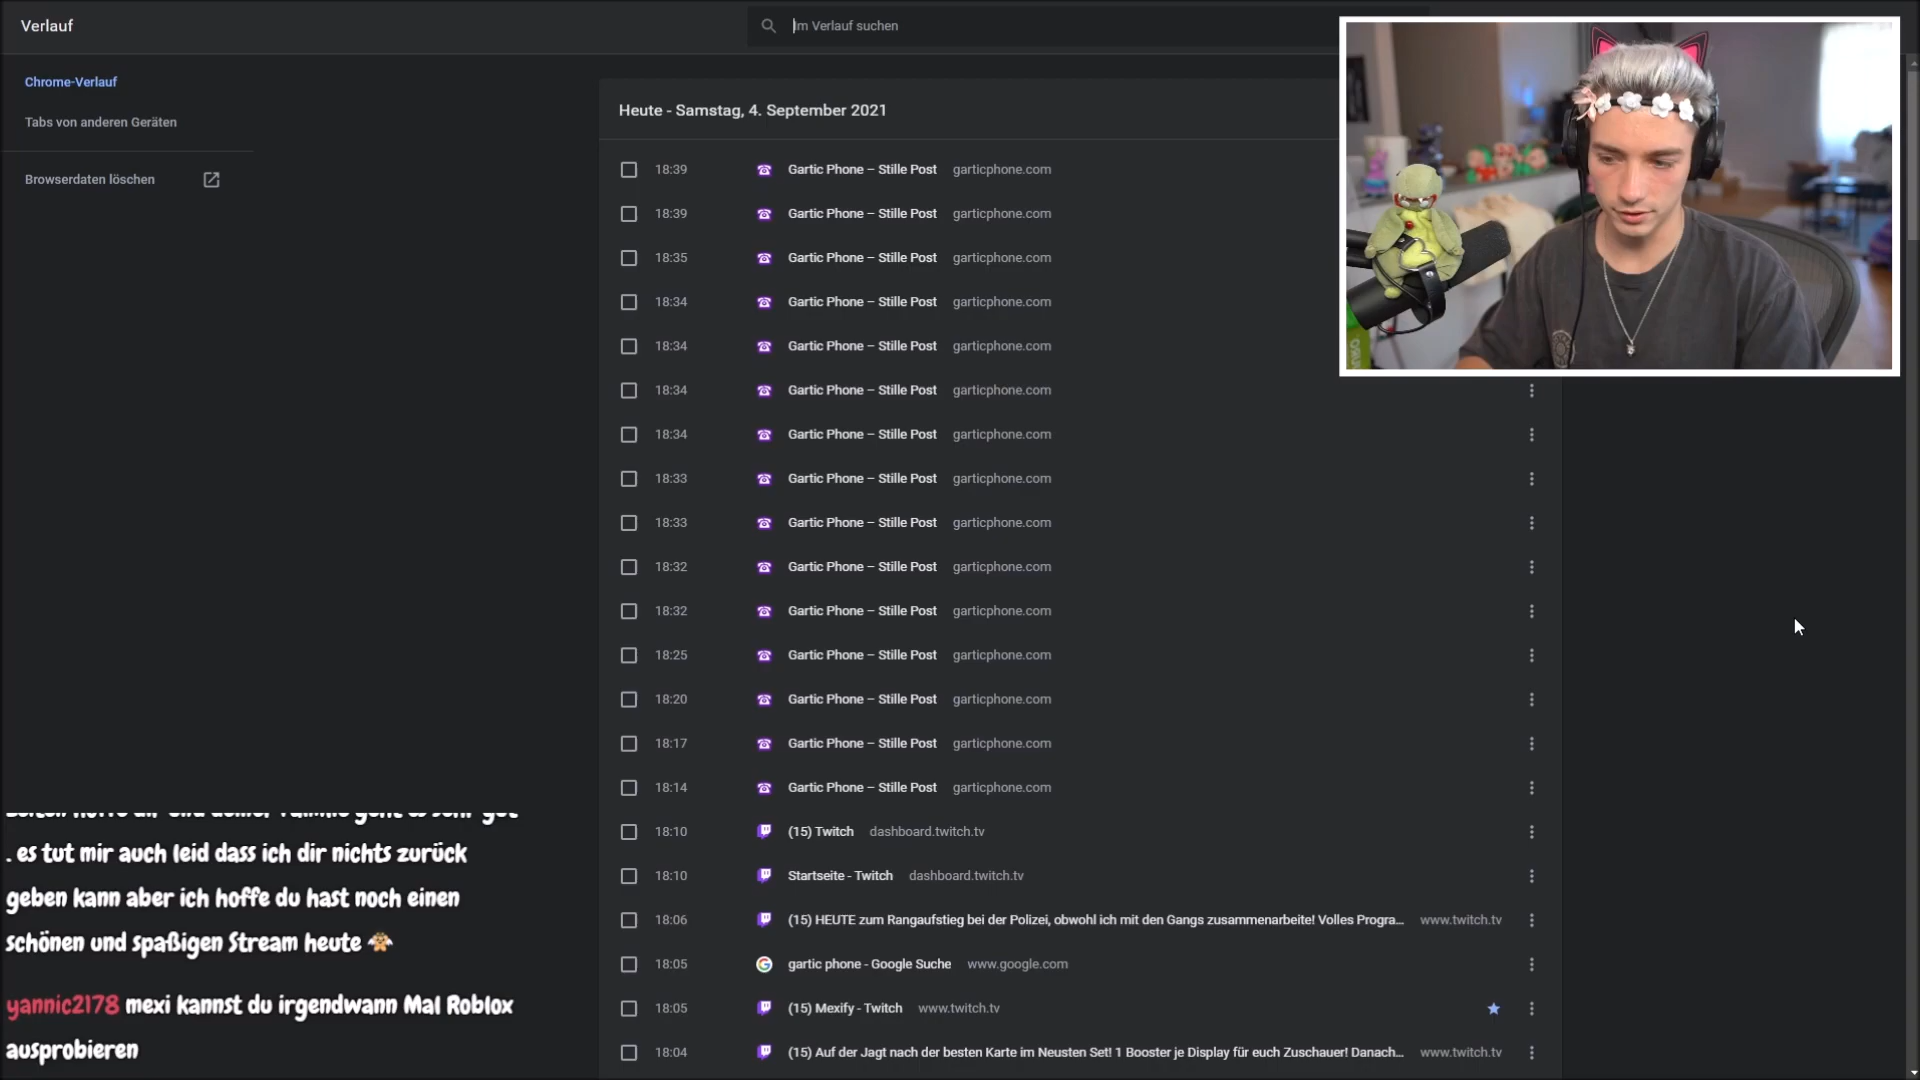 Verlauf
Im Verlauf suchen
Chrome-Verlauf
Tabs von anderen Geräten
Browserdaten löschen
Heute - Samstag, 4. September 2021
18:39 Gartic Phone – Stille Post garticphone.com
18:39 Gartic Phone – Stille Post garticphone.com
18:35 Gartic Phone – Stille Post garticphone.com
18:34 Gartic Phone – Stille Post garticphone.com
18:34 Gartic Phone – Stille Post garticphone.com
18:34 Gartic Phone – Stille Post garticphone.com
18:34 Gartic Phone – Stille Post garticphone.com
18:33 Gartic Phone – Stille Post garticphone.com
18:33 Gartic Phone – Stille Post garticphone.com
18:32 Gartic Phone – Stille Post garticphone.com
18:32 Gartic Phone – Stille Post garticphone.com
18:25 Gartic Phone – Stille Post garticphone.com
18:20 Gartic Phone – Stille Post garticphone.com
18:17 Gartic Phone – Stille Post garticphone.com
18:14 Gartic Phone – Stille Post garticphone.com
18:10 (15) Twitch dashboard.twitch.tv
18:10 Startseite - Twitch dashboard.twitch.tv
18:06 (15) HEUTE zum Rangaufstieg bei der Polizei, obwohl ich mit den Gangs zusammenarbeite! Volles Progra... www.twitch.tv
18:05 gartic phone - Google Suche www.google.com
18:05 (15) Mexify - Twitch www.twitch.tv
18:04 (15) Auf der Jagt nach der besten Karte im Neusten Set! 1 Booster je Display für euch Zuschauer! Danach... www.twitch.tv
. es tut mir auch leid dass ich dir nichts zurück
geben kann aber ich hoffe du hast noch einen
schönen und spaßigen Stream heute
yannic2178 mexi kannst du irgendwann Mal Roblox
ausprobieren